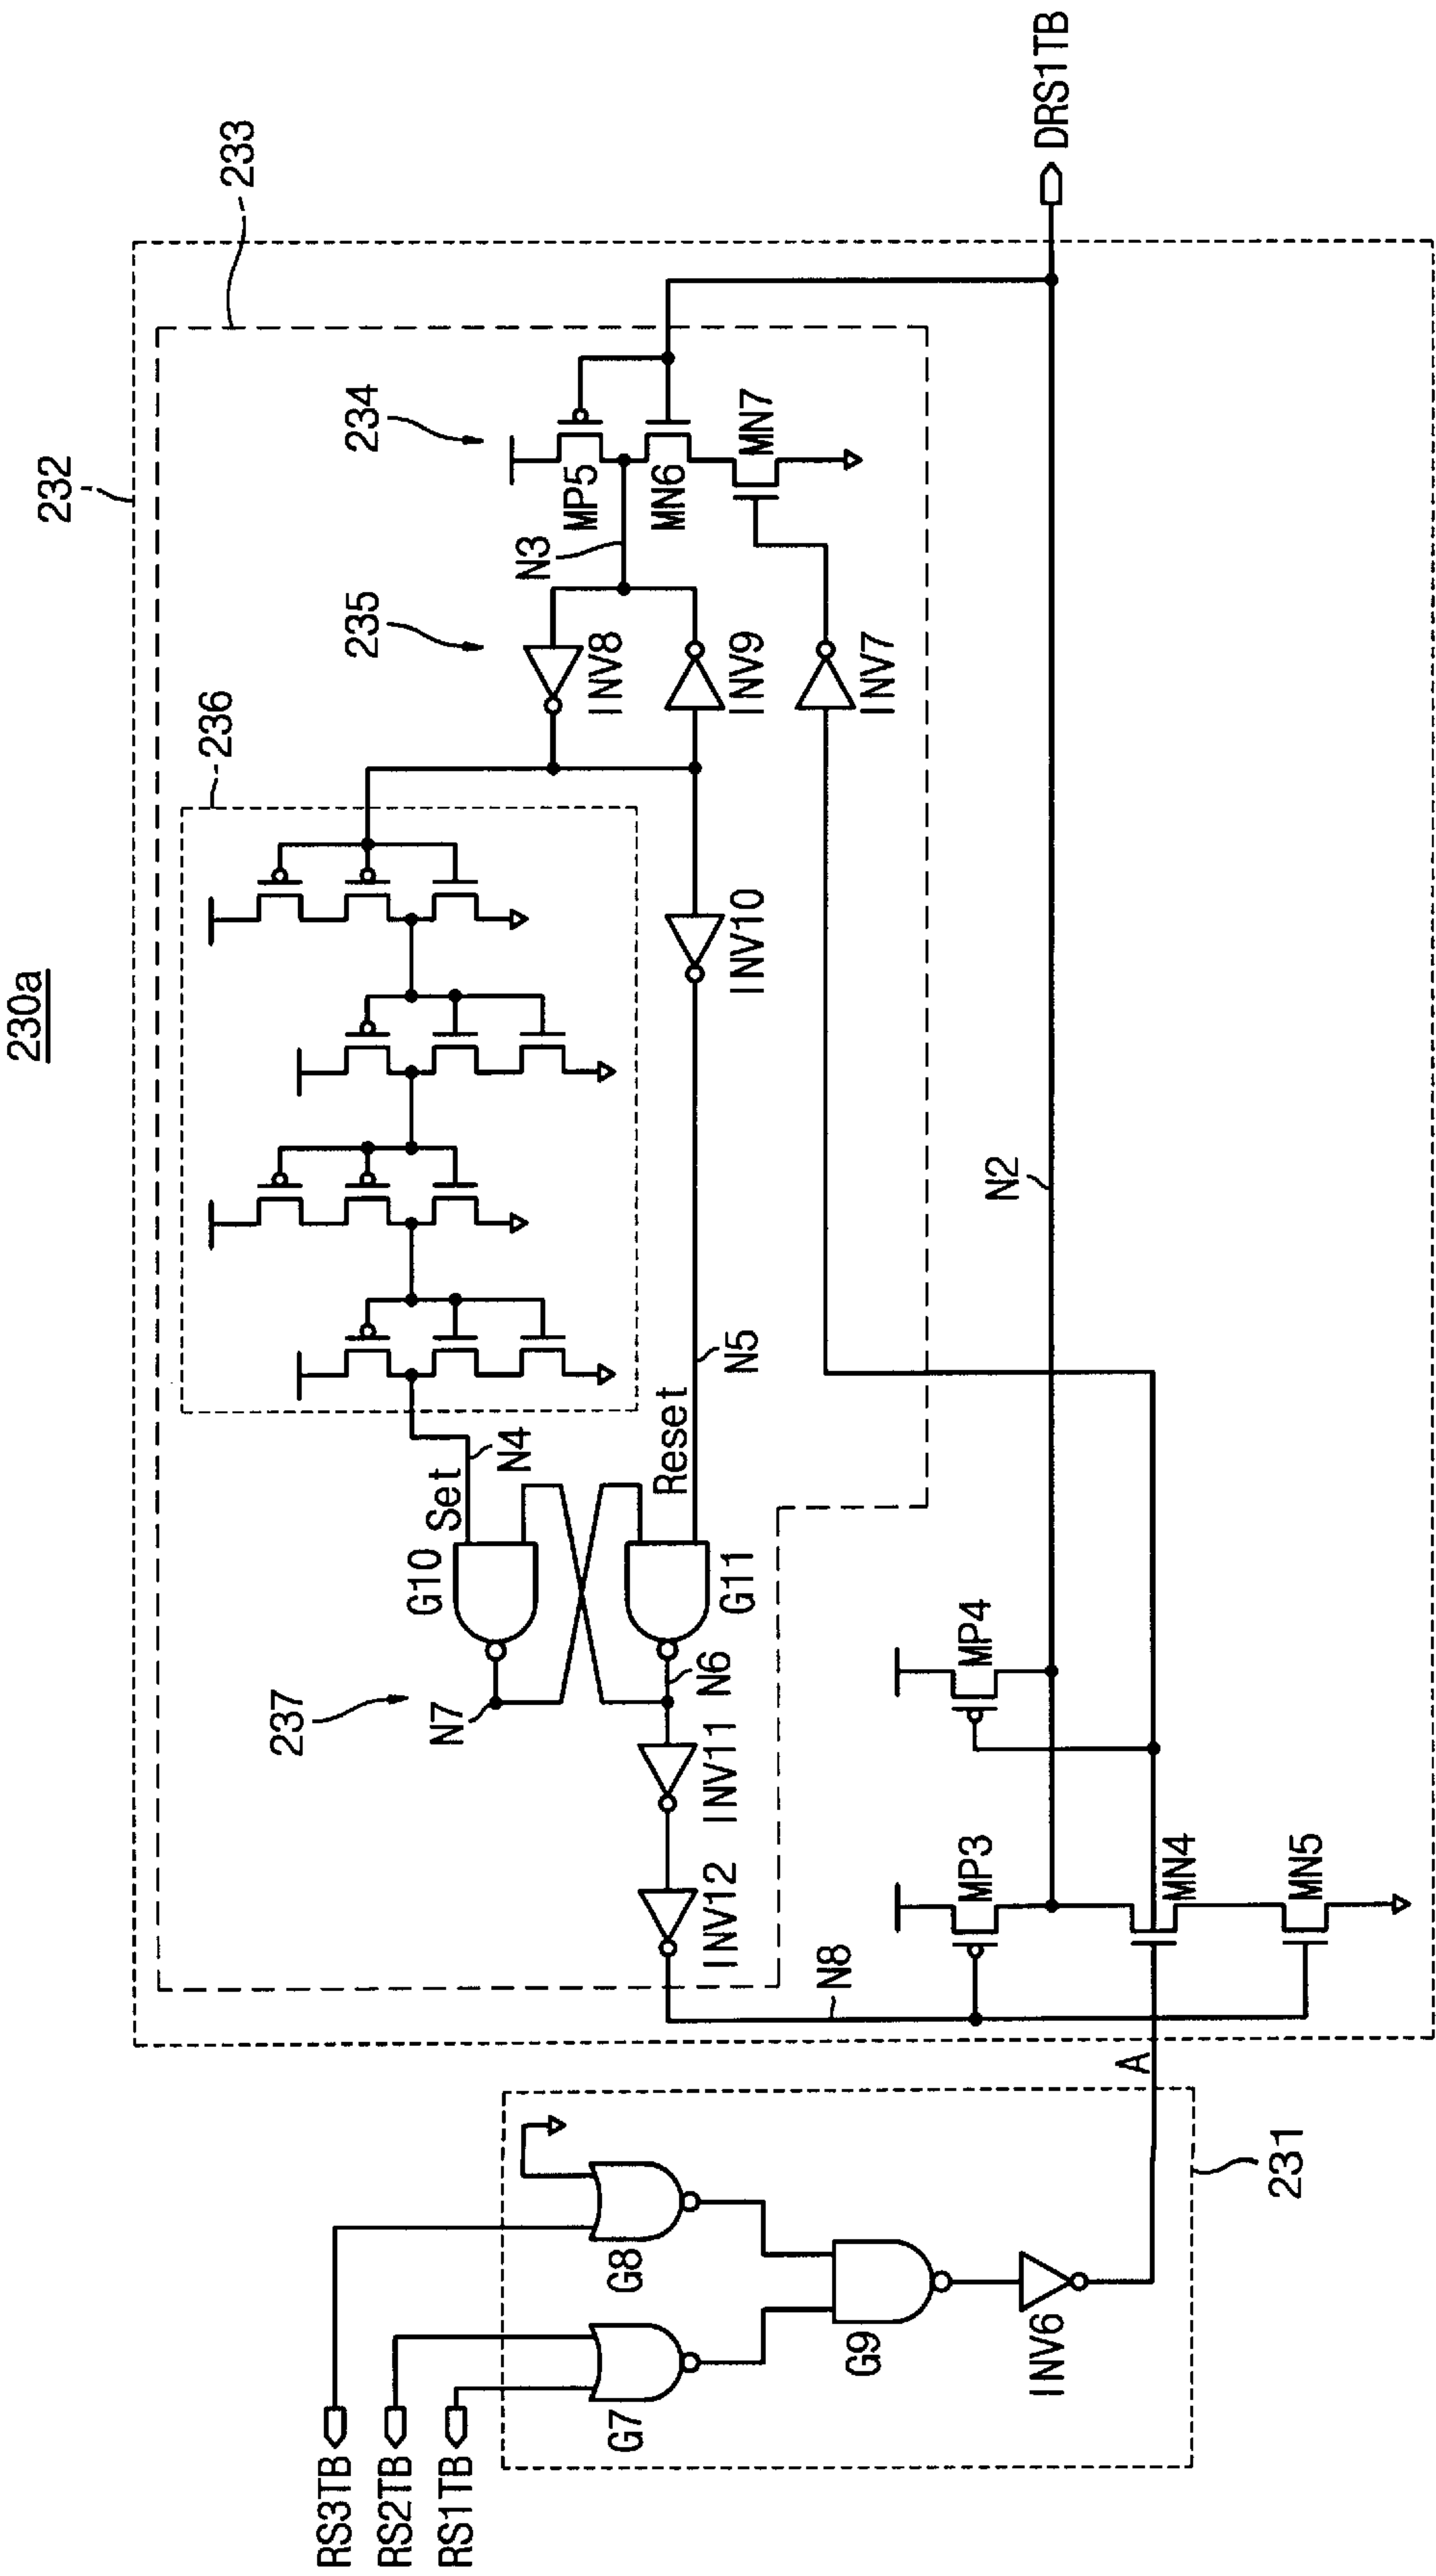 230a
232
233
236
235
234
237
MP5
MN6
MN7
N3
INV8
INV9
INV7
INV10
N5
Reset
N4
Set
G10
G11
N7
N6
INV11
INV12
N8
N2
MP4
MP3
MN4
MN5
A
DRS1TB
RS3TB
RS2TB
RS1TB
G8
G7
G9
INV6
231